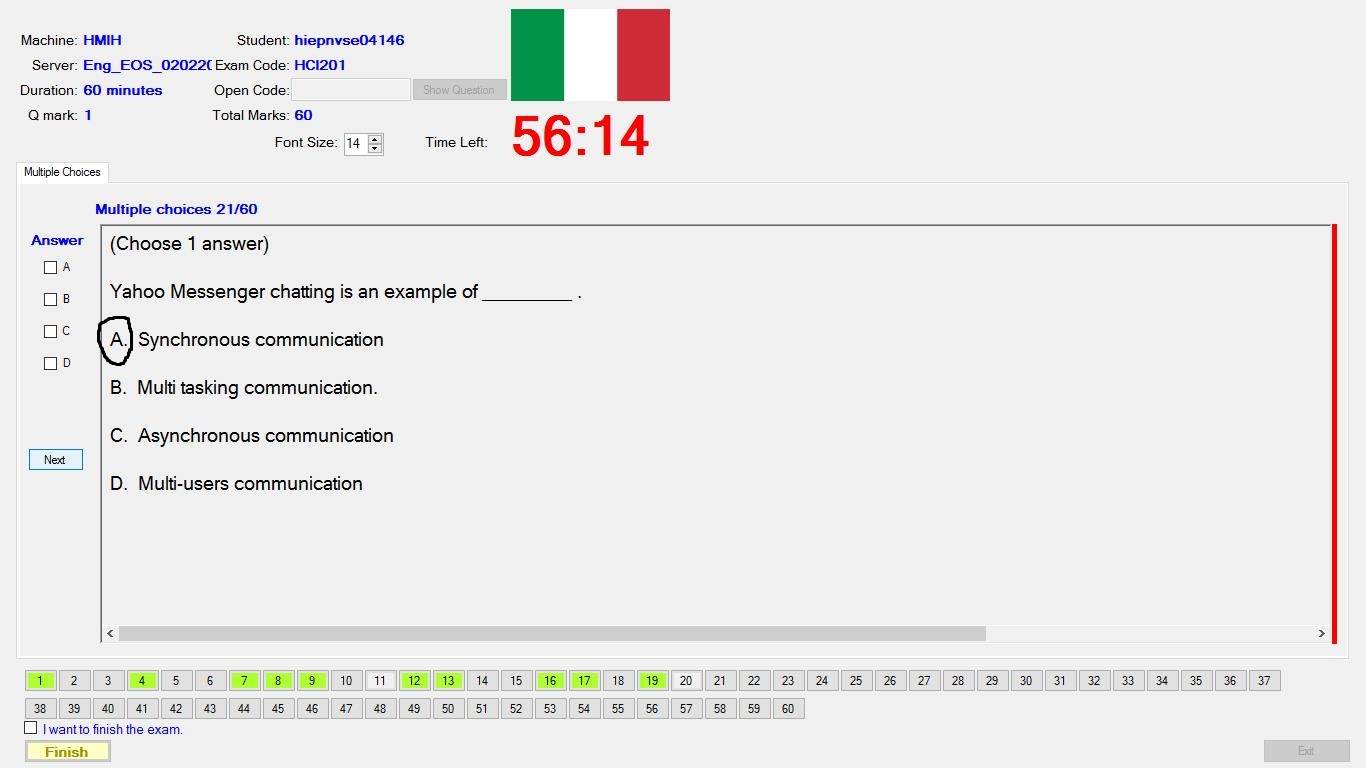 Machine: HMIH Student: hiepnvse04146
Server: Eng_EOS_02022 Exam Code: HCI201
Duration: 60 minutes Open Code: Show Question
Q mark: 1 Total Marks: 60
Font Size: 14 Time Left: 56:14
Multiple Choices
Multiple choices 21/60
Answer
A
B
C
D
Next
(Choose 1 answer)
Yahoo Messenger chatting is an example of _________ .
A. Synchronous communication
B. Multi tasking communication.
C. Asynchronous communication
D. Multi-users communication
1 2 3 4 5 6 7 8 9 10 11 12 13 14 15 16 17 18 19 20 21 22 23 24 25 26 27 28 29 30 31 32 33 34 35 36 37
38 39 40 41 42 43 44 45 46 47 48 49 50 51 52 53 54 55 56 57 58 59 60
I want to finish the exam.
Finish Exit